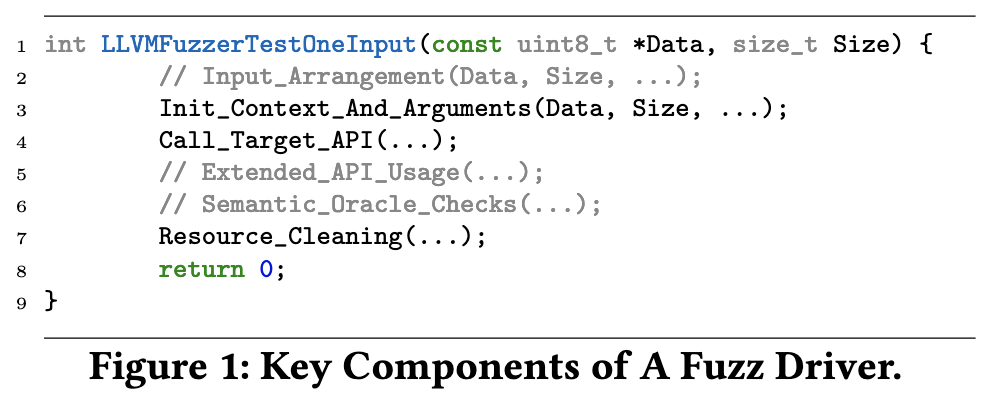 1 int LLVMFuzzerTestOneInput(const uint8_t *Data, size_t Size) {
2 // Input_Arrangement(Data, Size, ...);
3 Init_Context_And_Arguments(Data, Size, ...);
4 Call_Target_API(...);
5 // Extended_API_Usage(...);
6 // Semantic_Oracle_Checks(...);
7 Resource_Cleaning(...);
8 return 0;
9 }
Figure 1: Key Components of A Fuzz Driver.